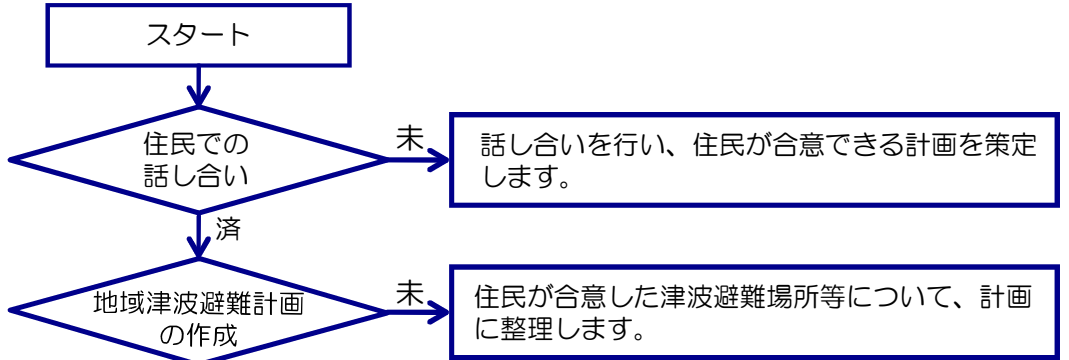 スタート
住民での
話し合い
未
話し合いを行い、住民が合意できる計画を策定
します。
済
地域津波避難計画
の作成
未
住民が合意した津波避難場所等について、計画
に整理します。